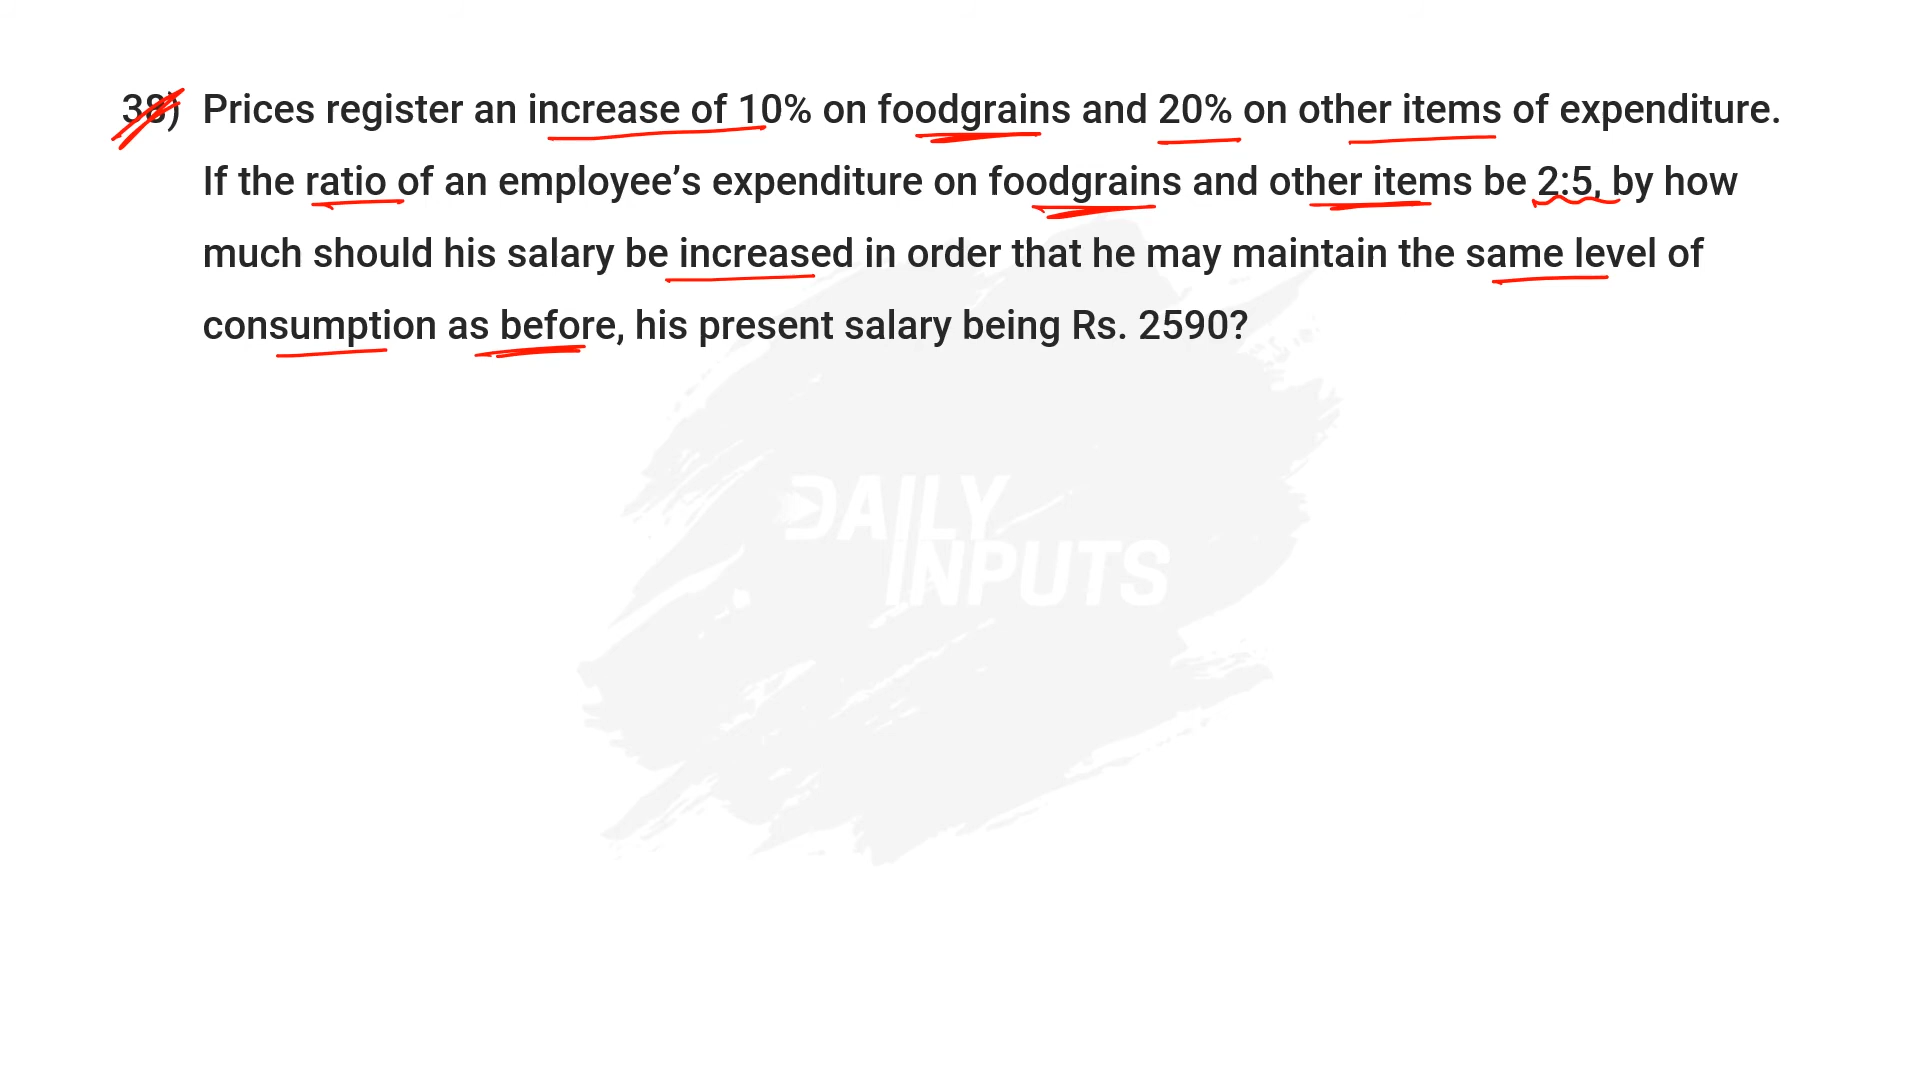 38) Prices register an increase of 10% on foodgrains and 20% on other items of expenditure.
If the ratio of an employee’s expenditure on foodgrains and other items be 2:5, by how
much should his salary be increased in order that he may maintain the same level of
consumption as before, his present salary being Rs. 2590?
DAILY
INPUTS